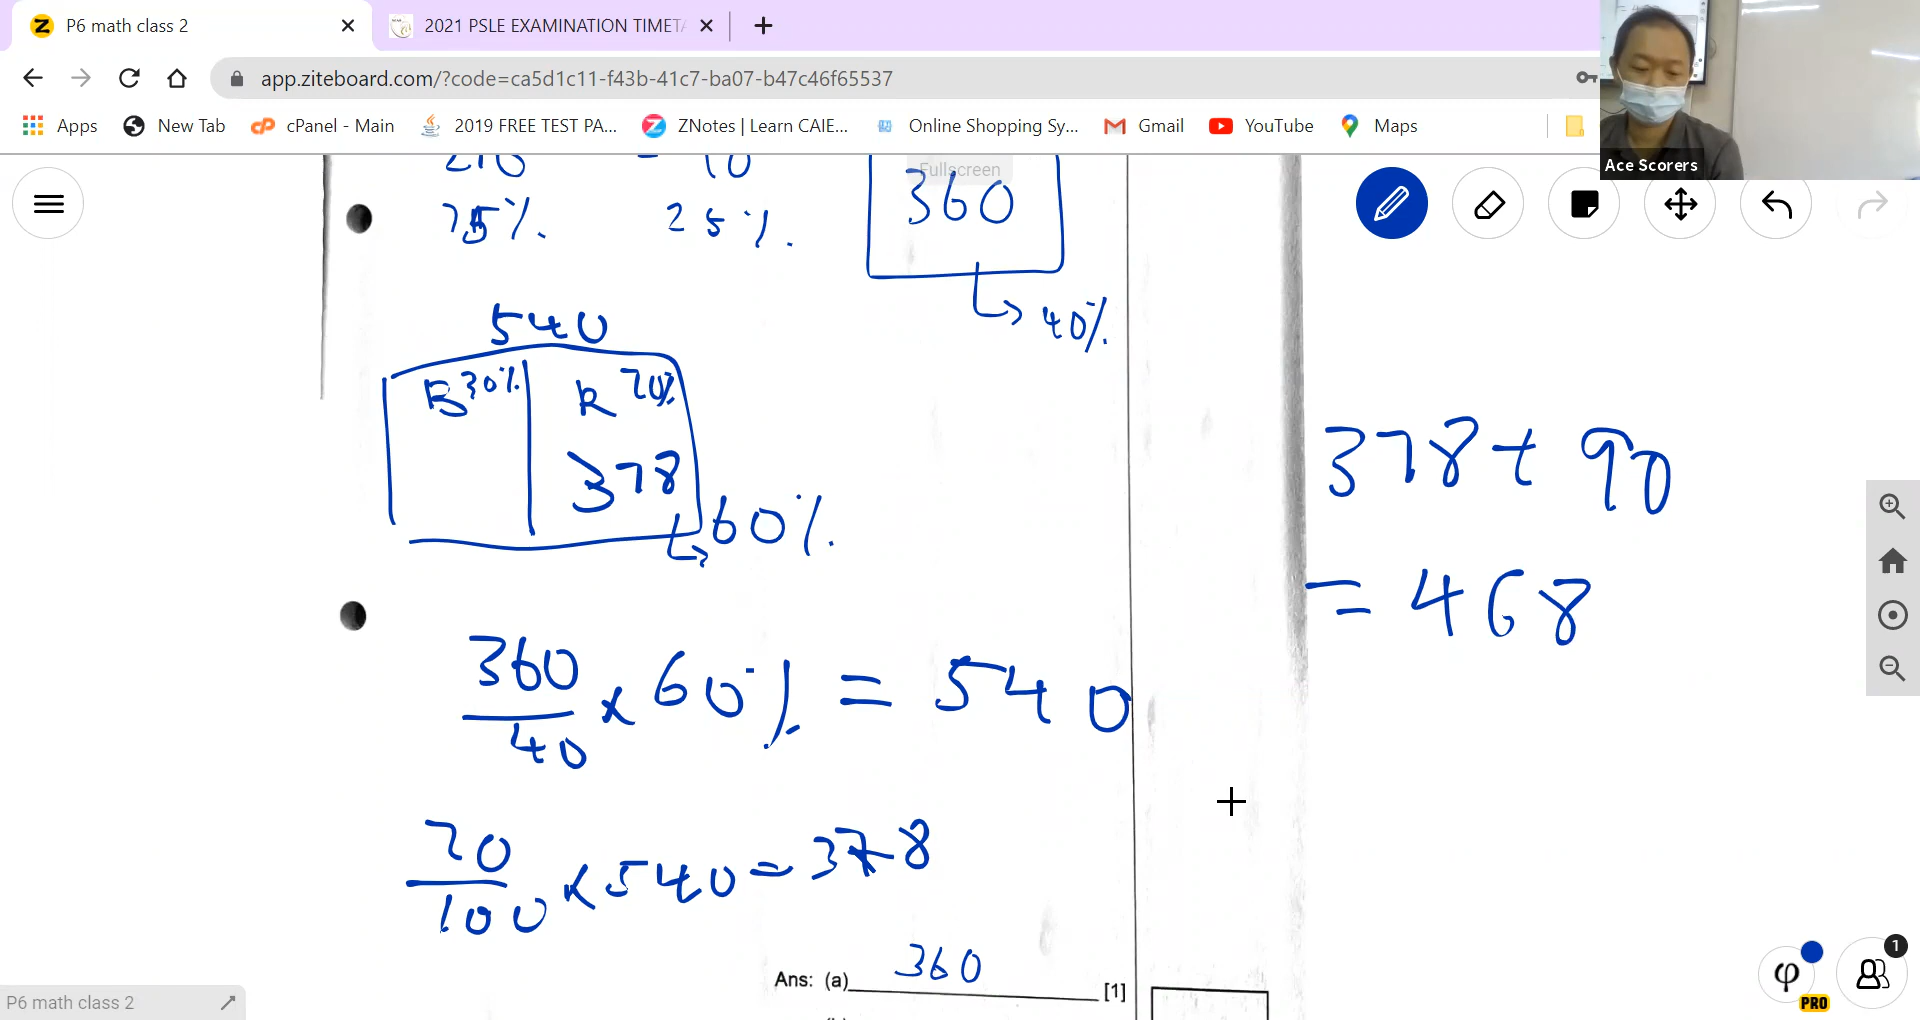 P6 math class 2
2021 PSLE EXAMINATION TIMETA
app.ziteboard.com/?code=ca5d1c11-f43b-41c7-ba07-b47c46f65537
Apps
New Tab
cPanel - Main
2019 FREE TEST PA...
ZNotes | Learn CAIE...
Online Shopping Sy...
Gmail
YouTube
Maps
Ace Scorers
Fullscreen
360
75%
25%
40%
540
B 30%
R 70%
378
60%
378 + 90
= 468
360
40
× 60% = 540
70
100
× 540 = 378
Ans: (a) 360 [1]
P6 math class 2
1
φ
PRO